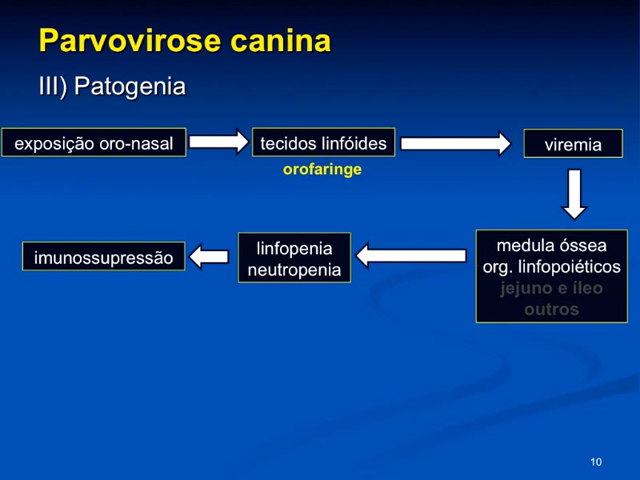 Parvovirose canina
III) Patogenia
exposição oro-nasal
tecidos linfóides
orofaringe
viremia
medula óssea
org. linfopoiéticos
jejuno e íleo
outros
linfopenia
neutropenia
imunossupressão
10